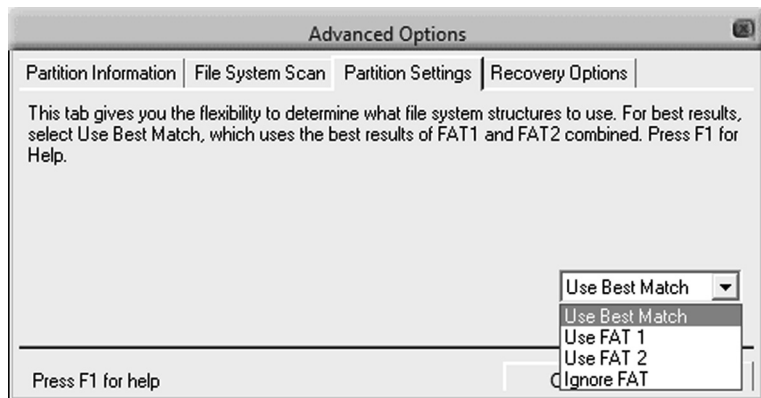 Advanced Options
Partition Information File System Scan Partition Settings Recovery Options
This tab gives you the flexibility to determine what file system structures to use. For best results,
select Use Best Match, which uses the best results of FAT1 and FAT2 combined. Press F1 for
Help.
Use Best Match
Use Best Match
Use FAT 1
Use FAT 2
Ignore FAT
Press F1 for help